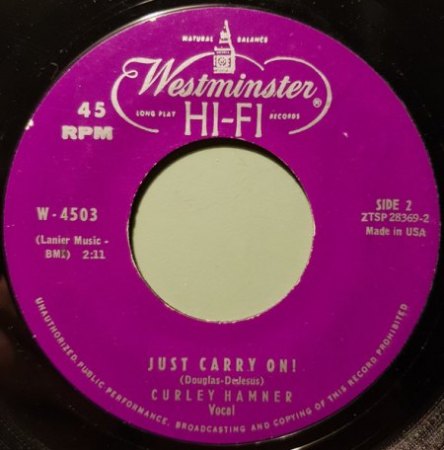 NATURAL BALANCE
Westminster ®
LONG PLAY RECORDS
HI-FI
45
RPM
W-4503
(Lanier Music -
BMI) 2:11
SIDE 2
ZTSP 28369-2
Made in USA
JUST CARRY ON!
(Douglas-DeJesus)
CURLEY HAMNER
Vocal
UNAUTHORIZED PUBLIC PERFORMANCE, BROADCASTING AND COPYING OF THIS RECORD PROHIBITED